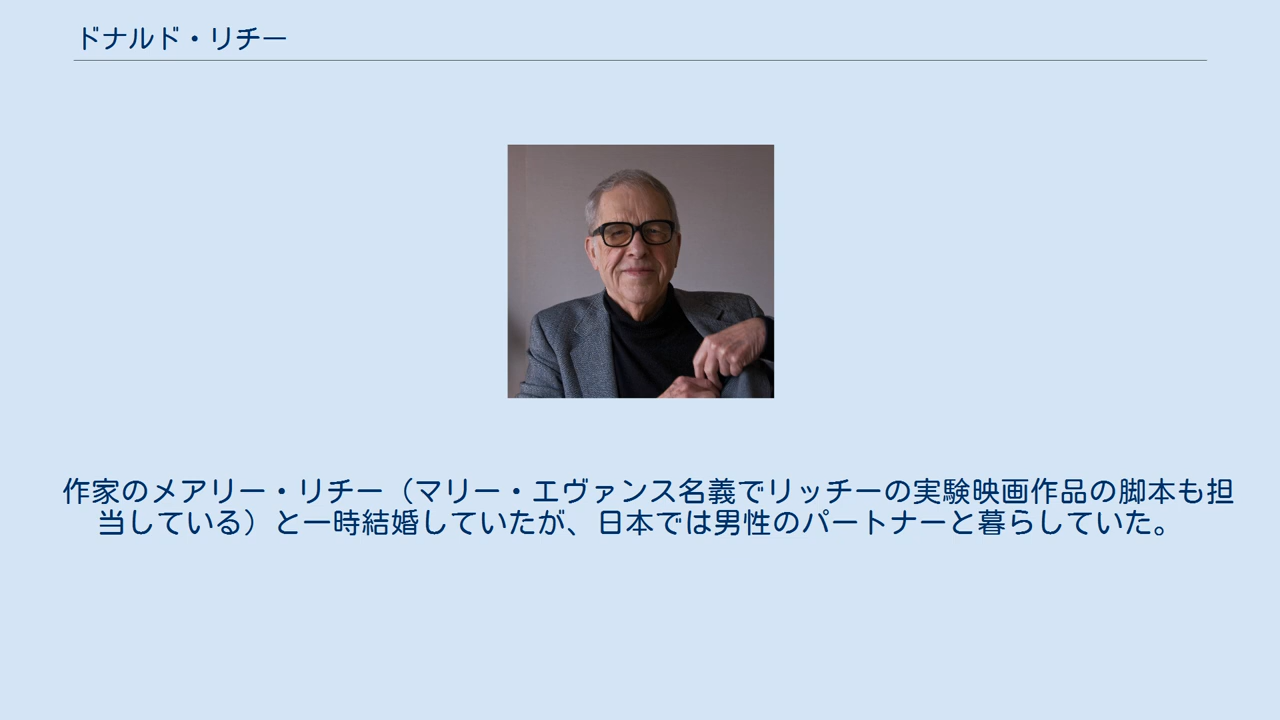 ドナルド・リチー
作家のメアリー・リチー（マリー・エヴァンス名義でリッチーの実験映画作品の脚本も担
当している）と一時結婚していたが、日本では男性のパートナーと暮らしていた。